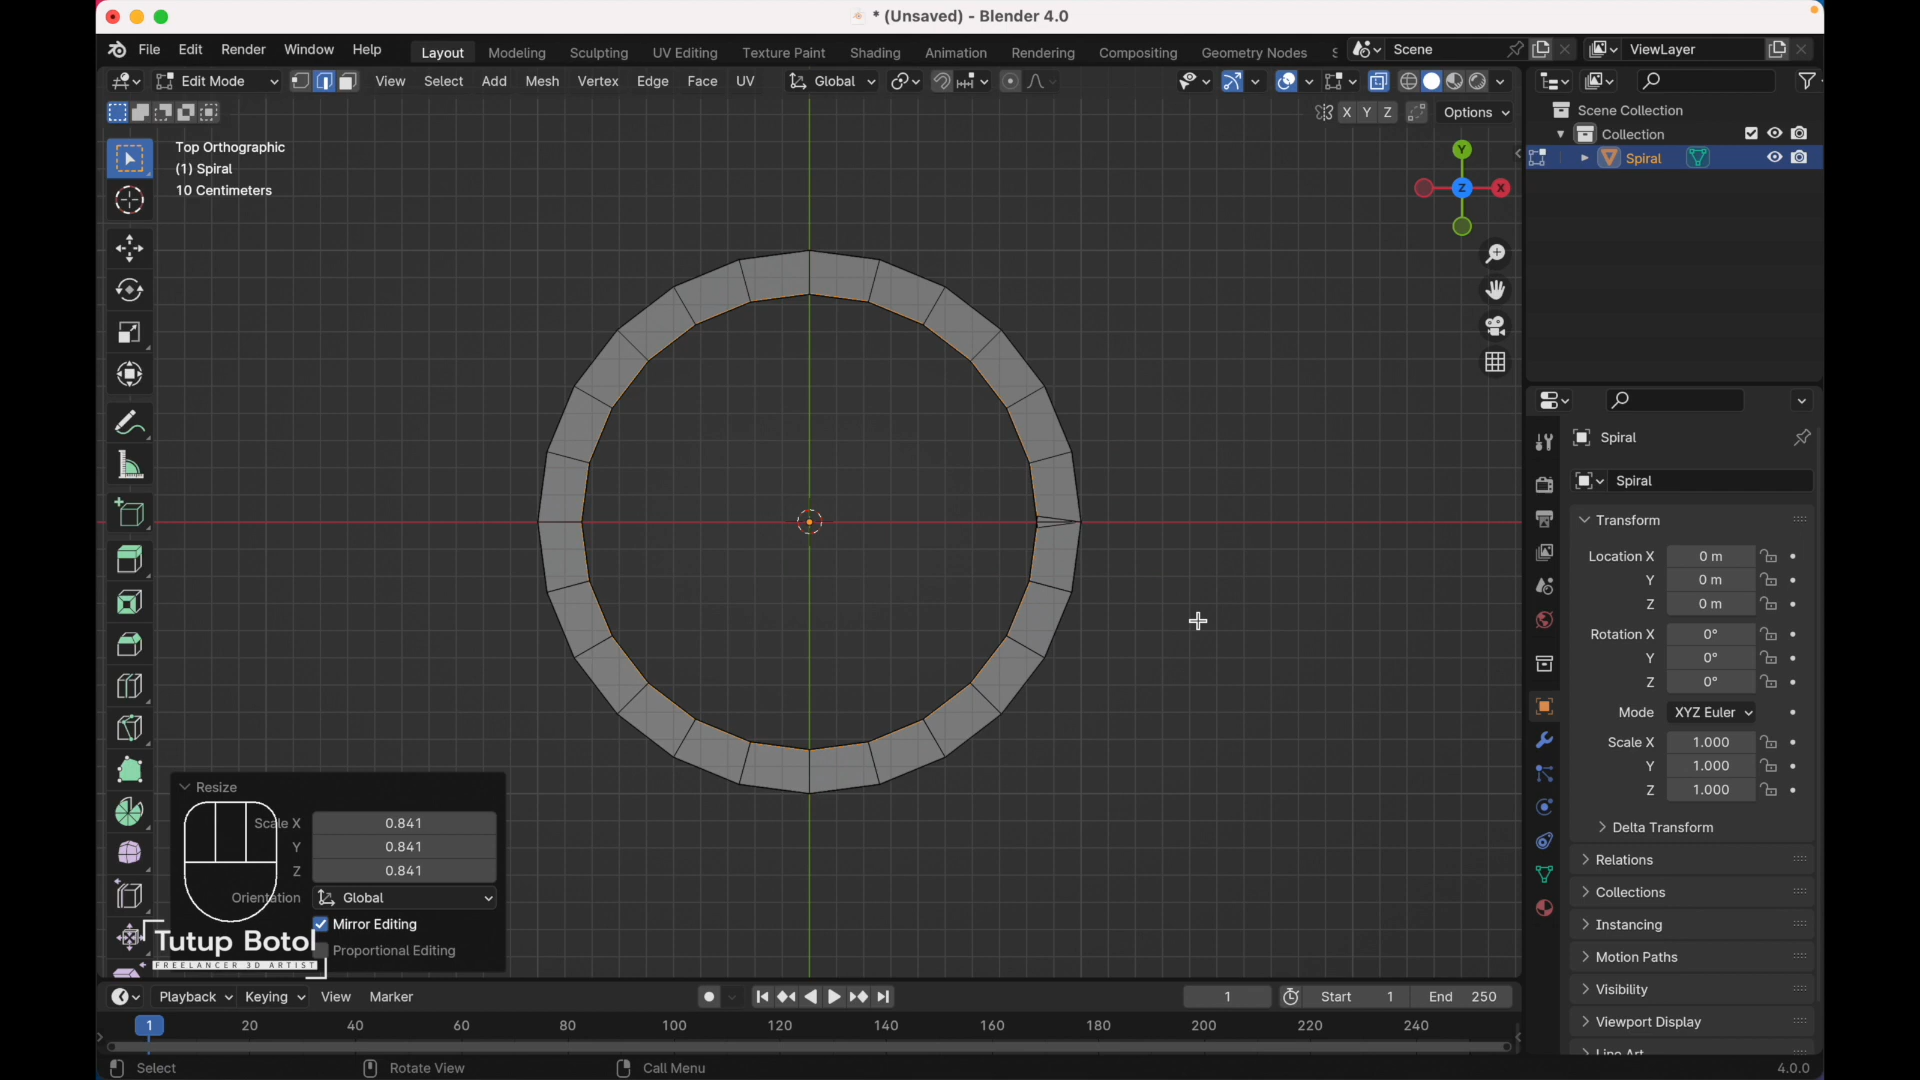 * (Unsaved) - Blender 4.0
File Edit Render Window Help Layout Modeling Sculpting UV Editing Texture Paint Shading Animation Rendering Compositing Geometry Nodes Scene ViewLayer
Edit Mode View Select Add Mesh Vertex Edge Face UV Global
X Y Z Options
Top Orthographic
(1) Spiral
10 Centimeters
Y
Z X
Scene Collection
Collection
Spiral
Spiral
Spiral
Transform
Location X 0 m
Y 0 m
Z 0 m
Rotation X 0°
Y 0°
Z 0°
Mode XYZ Euler
Scale X 1.000
Y 1.000
Z 1.000
Delta Transform
Relations
Collections
Instancing
Motion Paths
Visibility
Viewport Display
Line Art
Resize
Scale X 0.841
Y 0.841
Z 0.841
Orientation Global
Mirror Editing
Proportional Editing
Tutup Botol
FREELANCER 3D ARTIST
Playback Keying View Marker 1 Start 1 End 250
1 20 40 60 80 100 120 140 160 180 200 220 240
Select Rotate View Call Menu 4.0.0